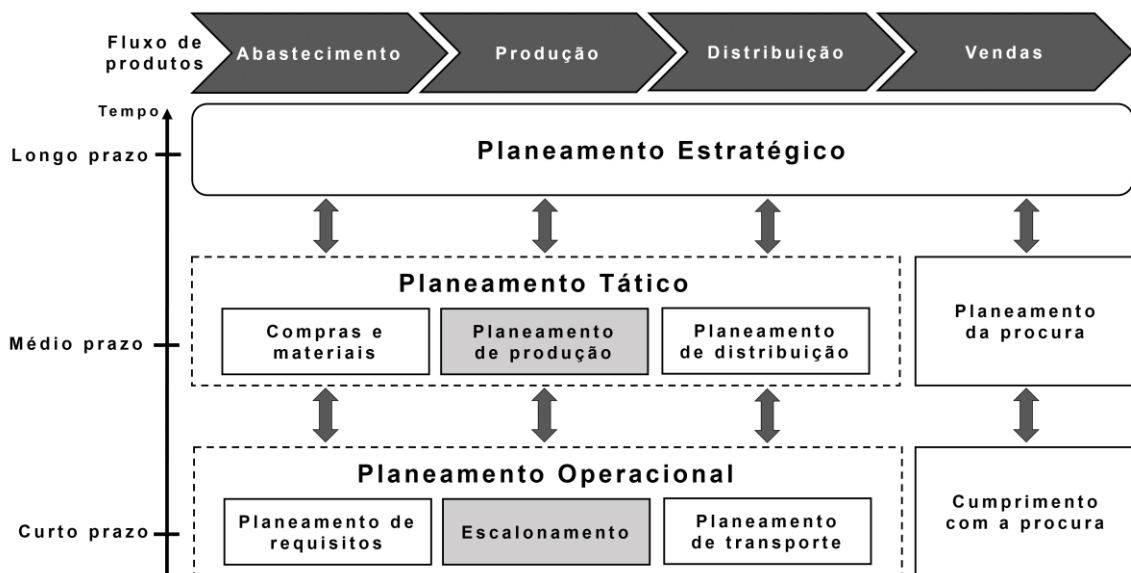 Fluxo de
produtos
Abastecimento
Produção
Distribuição
Vendas
Tempo
Longo prazo
Planeamento Estratégico
Planeamento Tático
Médio prazo
Compras e
materiais
Planeamento
de produção
Planeamento
de distribuição
Planeamento
da procura
Planeamento Operacional
Curto prazo
Planeamento de
requisitos
Escalonamento
Planeamento
de transporte
Cumprimento
com a procura